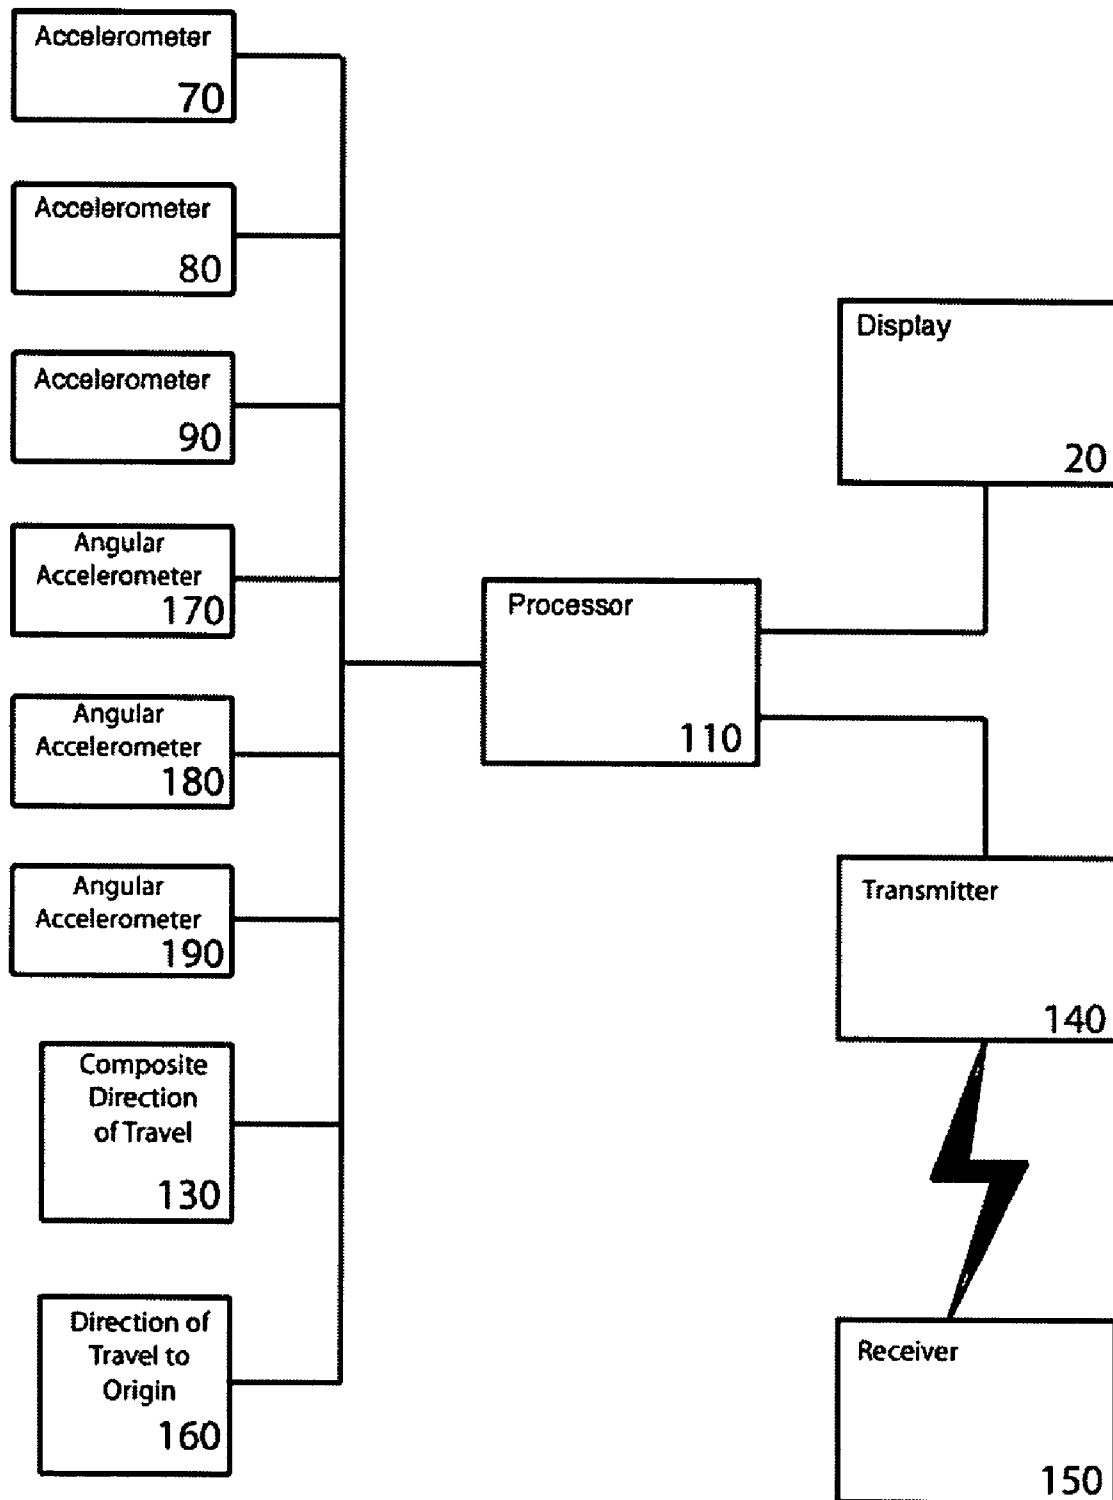 Accelerometer
70
Accelerometer
80
Accelerometer
90
Angular
Accelerometer
170
Angular
Accelerometer
180
Angular
Accelerometer
190
Composite
Direction
of Travel
130
Direction of
Travel to
Origin
160
Processor
110
Display
20
Transmitter
140
Receiver
150